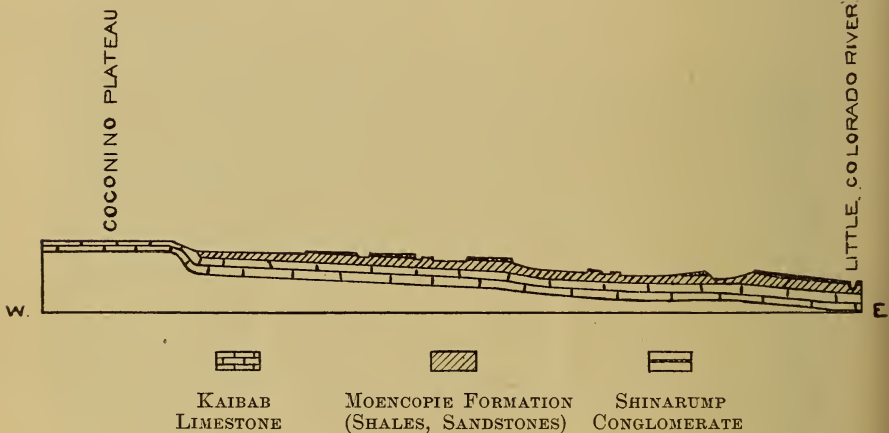 COCONINO PLATEAU
LITTLE COLORADO RIVER
W.
E
KAIBAB
LIMESTONE
MOENCOPIE FORMATION
(SHALES, SANDSTONES)
SHINARUMP
CONGLOMERATE